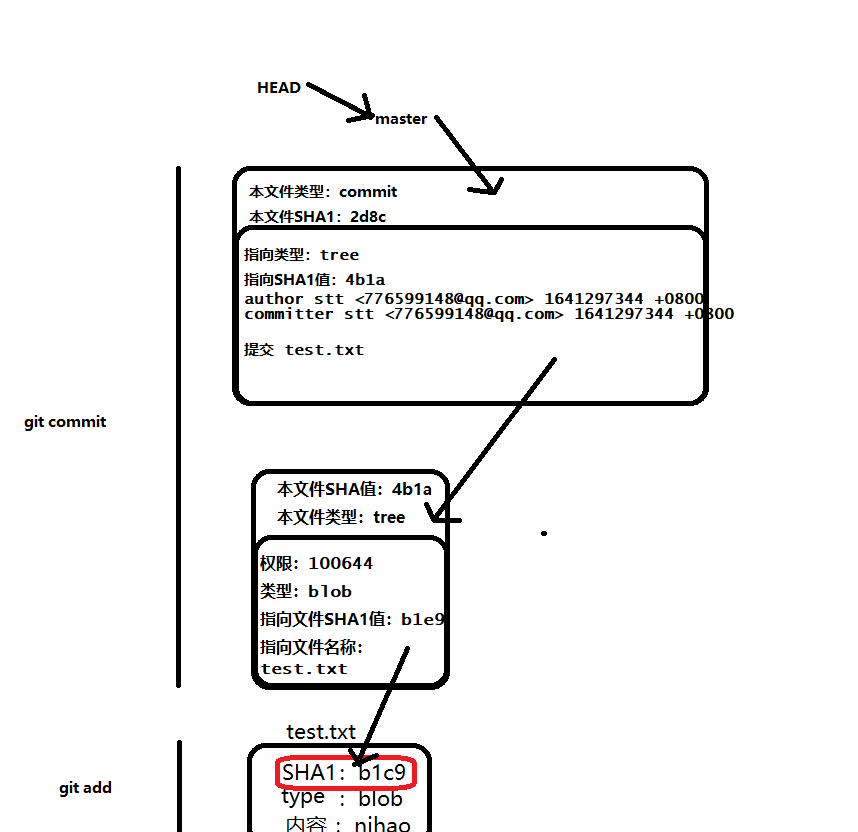 HEAD
master
本文件类型：commit
本文件SHA1：2d8c
指向类型：tree
指向SHA1值：4b1a
author stt <776599148@qq.com> 1641297344 +0800
committer stt <776599148@qq.com> 1641297344 +0800
提交 test.txt
git commit
本文件SHA值：4b1a
本文件类型：tree
权限：100644
类型：blob
指向文件SHA1值：b1e9
指向文件名称：
test.txt
test.txt
SHA1：b1c9
git add
type ：blob
内容：nihao